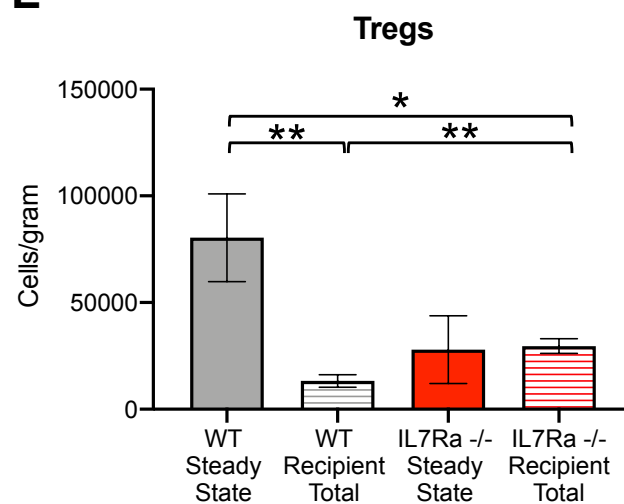 E
Tregs
150000
*
** **
100000
Cells/gram
50000
0
WT WT IL7Ra -/- IL7Ra -/-
Steady Recipient Steady Recipient
State Total State Total